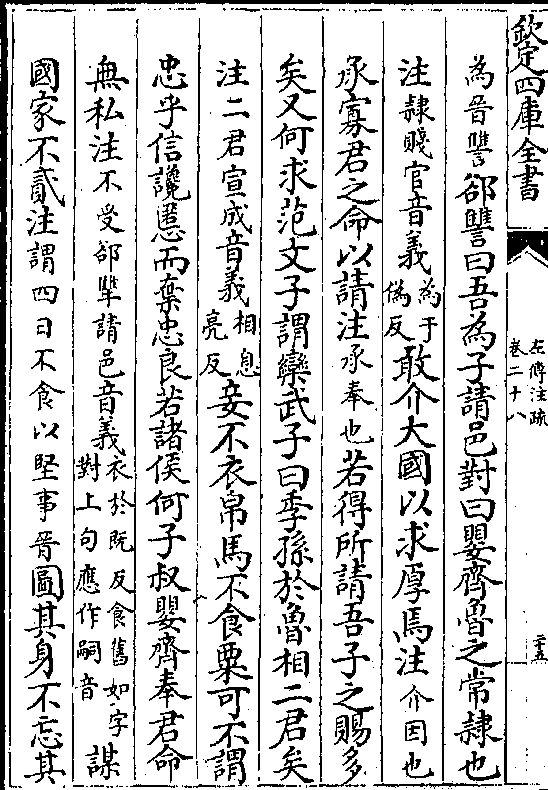 欽定四庫全書
左傳注疏
卷二十八
二十五
為晉讐郤犨曰吾為子請邑對曰嬰齊魯之常隸也
注隸賤官音義為于偽反敢介大國以求厚焉注介因也
承寡君之命以請注承奉也若得所請吾子之賜多
矣又何求范文子謂欒武子曰季孫於魯相二君矣
注二君宣成音義相息亮反妾不衣帛馬不食粟可不謂
忠乎信讒慝而棄忠良若諸侯何子叔嬰齊奉君命
無私注不受郤犨請邑音義衣於既反食舊如字對上句應作嗣音謀
國家不貳注謂四日不食以堅事晉圖其身不忘其